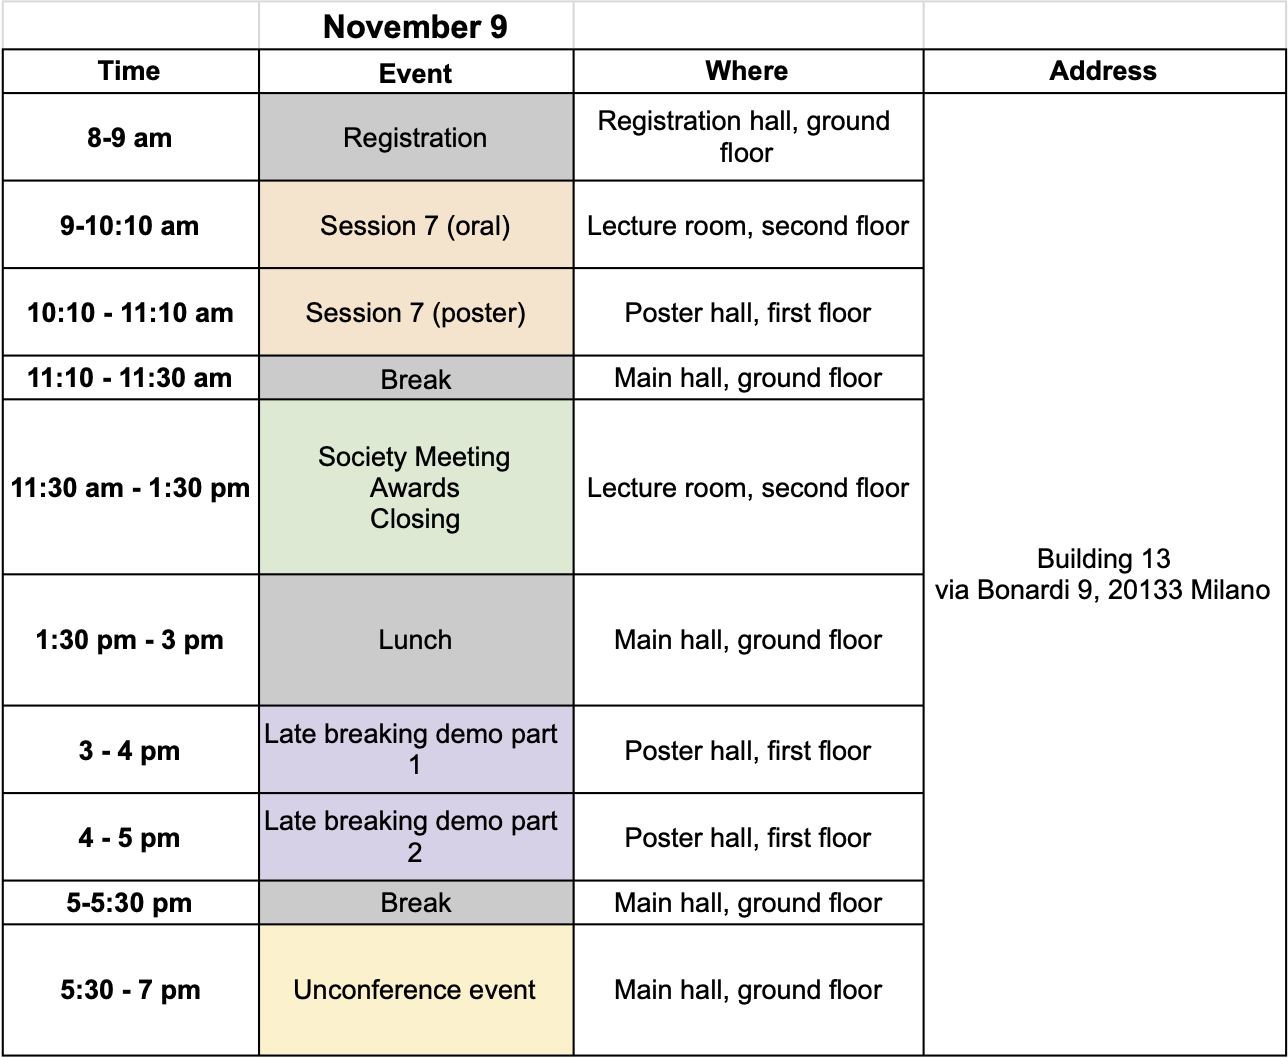 November 9
Time Event Where Address
8-9 am Registration Registration hall, ground
floor
9-10:10 am Session 7 (oral) Lecture room, second floor
10:10 - 11:10 am Session 7 (poster) Poster hall, first floor
11:10 - 11:30 am Break Main hall, ground floor
Society Meeting
11:30 am - 1:30 pm Awards Lecture room, second floor
Closing
Building 13
via Bonardi 9, 20133 Milano
1:30 pm - 3 pm Lunch Main hall, ground floor
Late breaking demo part
3 - 4 pm Poster hall, first floor
1
Late breaking demo part
4 - 5 pm Poster hall, first floor
2
5-5:30 pm Break Main hall, ground floor
5:30 - 7 pm Unconference event Main hall, ground floor